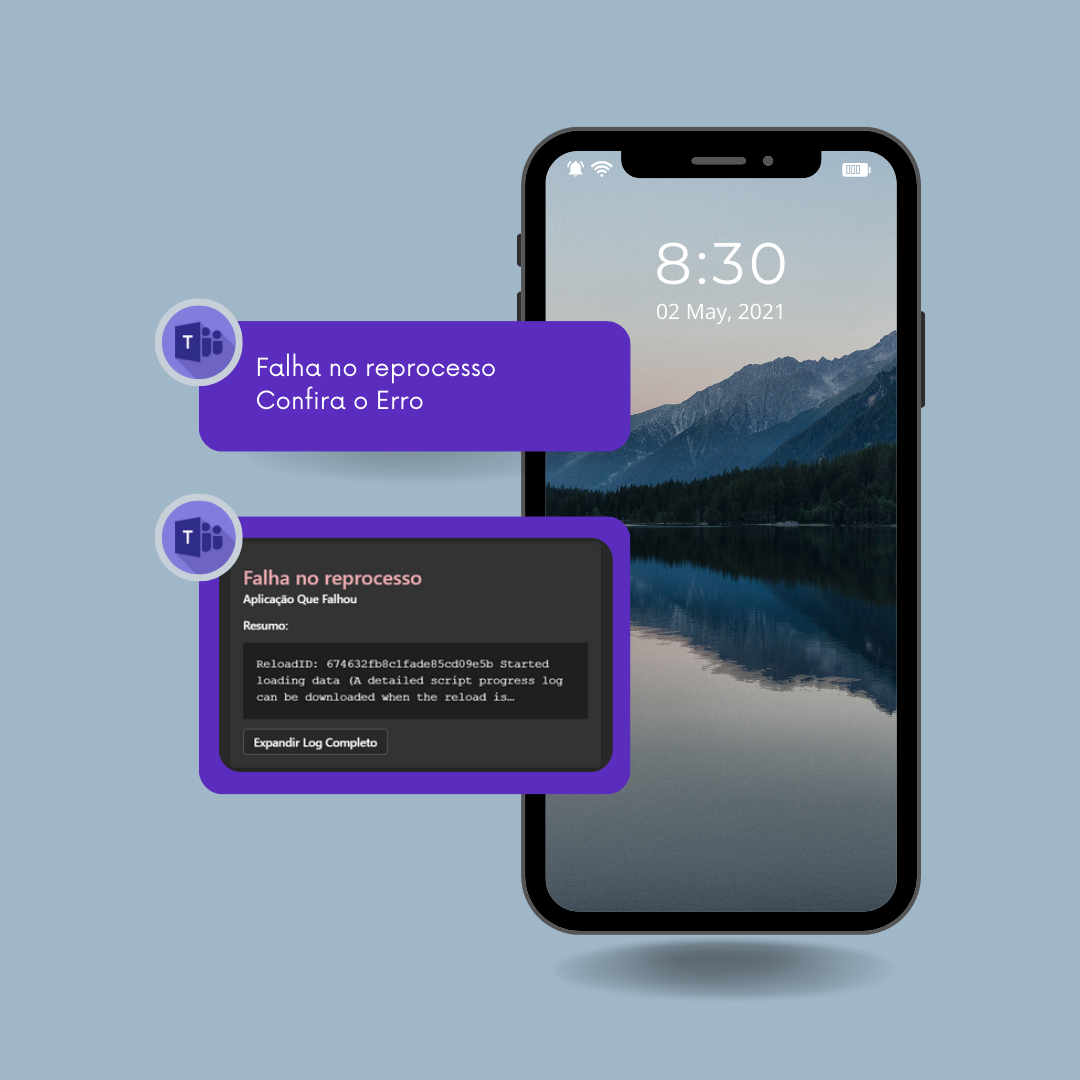 8:30
02 May, 2021
T
Falha no reprocesso
Confira o Erro
T
Falha no reprocesso
Aplicação Que Falhou
Resumo:
ReloadID: 674632fb8c1fade85cd09e5b Started
loading data (A detailed script progress log
can be downloaded when the reload is…
Expandir Log Completo